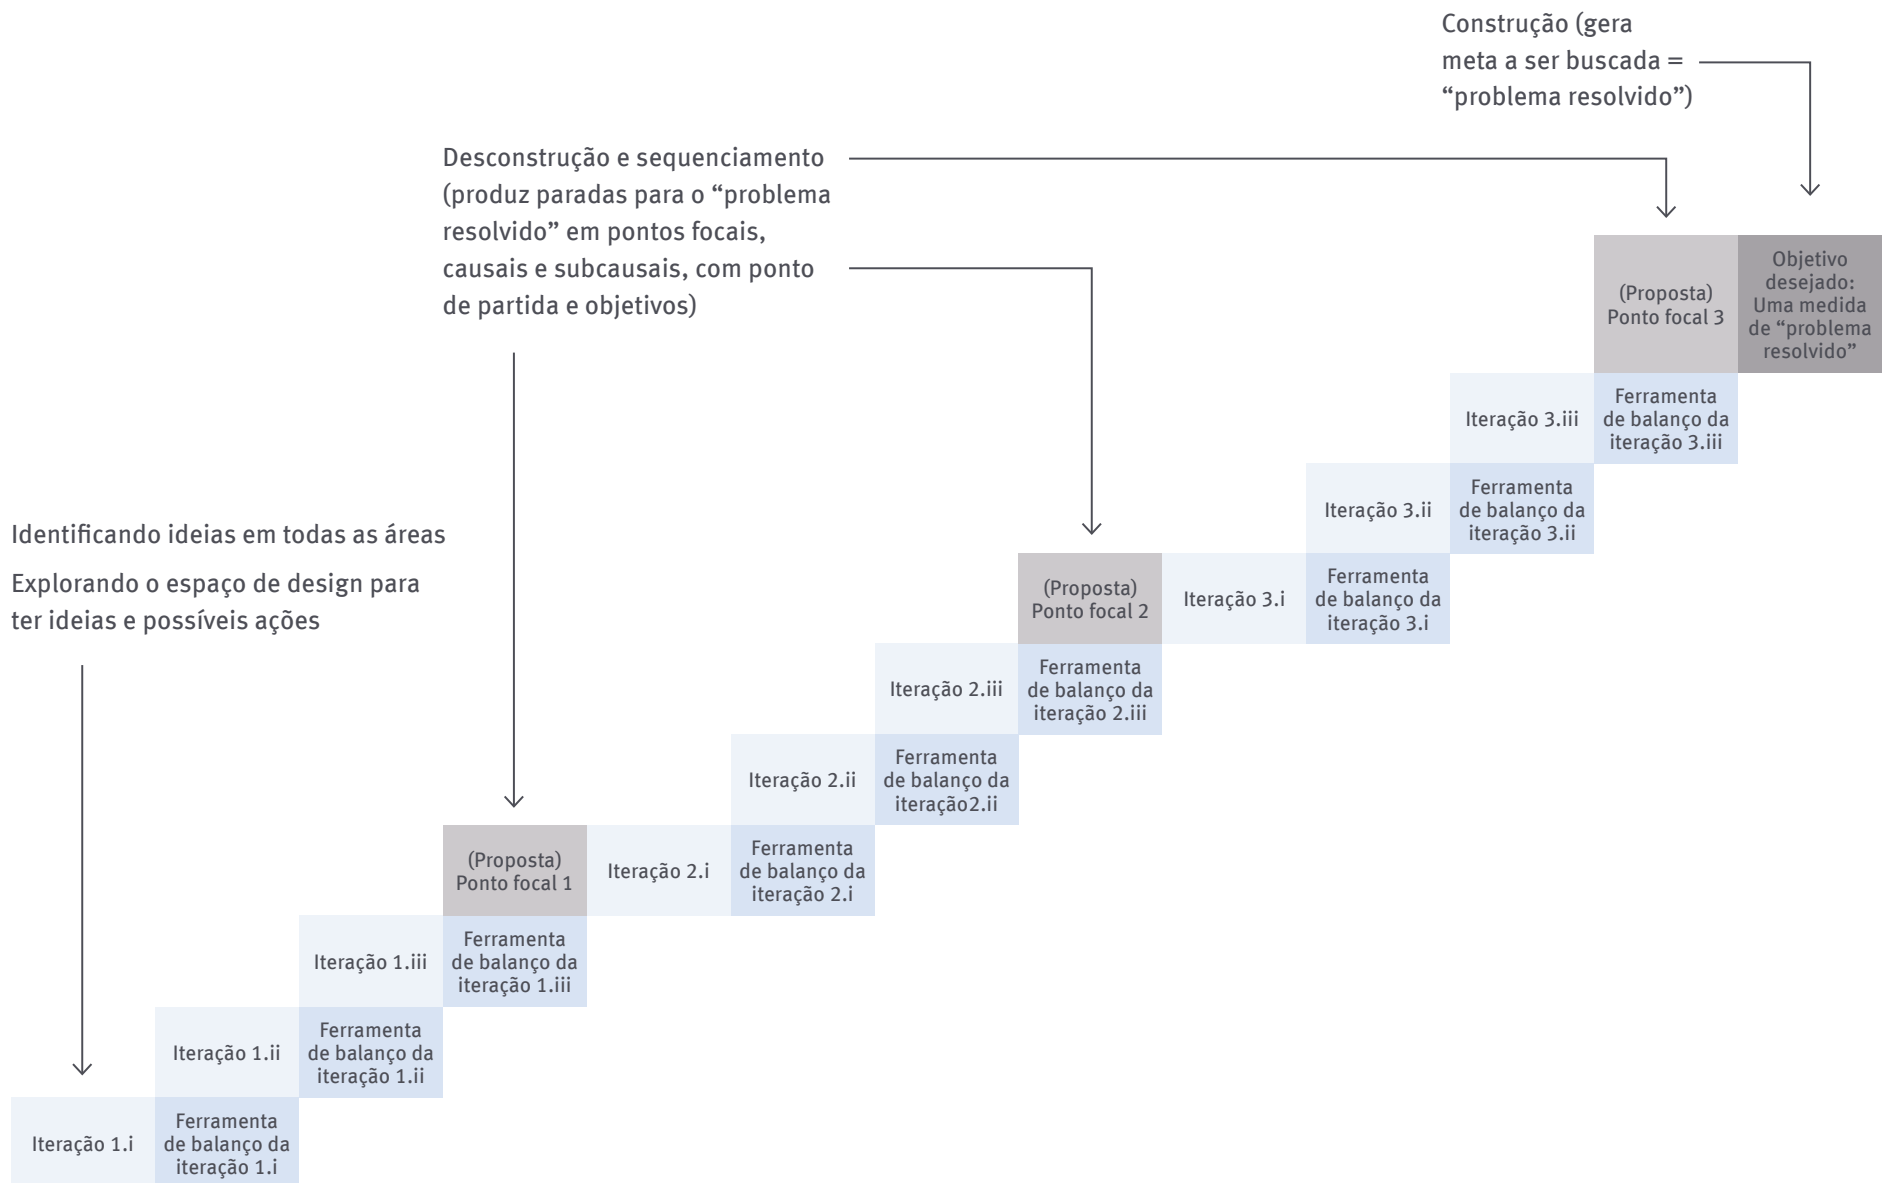 Construção (gera
meta a ser buscada =
“problema resolvido”)
Desconstrução e sequenciamento
(produz paradas para o “problema
resolvido” em pontos focais,
causais e subcausais, com ponto
de partida e objetivos)
Identificando ideias em todas as áreas
Explorando o espaço de design para
ter ideias e possíveis ações
Objetivo
desejado:
Uma medida
de “problema
resolvido”
(Proposta)
Ponto focal 3
Iteração 3.iii
Ferramenta
de balanço da
iteração 3.iii
Iteração 3.ii
Ferramenta
de balanço da
iteração 3.ii
(Proposta)
Ponto focal 2
Iteração 3.i
Ferramenta
de balanço da
iteração 3.i
Iteração 2.iii
Ferramenta
de balanço da
iteração 2.iii
Iteração 2.ii
Ferramenta
de balanço da
iteração2.ii
(Proposta)
Ponto focal 1
Iteração 2.i
Ferramenta
de balanço da
iteração 2.i
Iteração 1.iii
Ferramenta
de balanço da
iteração 1.iii
Iteração 1.ii
Ferramenta
de balanço da
iteração 1.ii
Iteração 1.i
Ferramenta
de balanço da
iteração 1.i